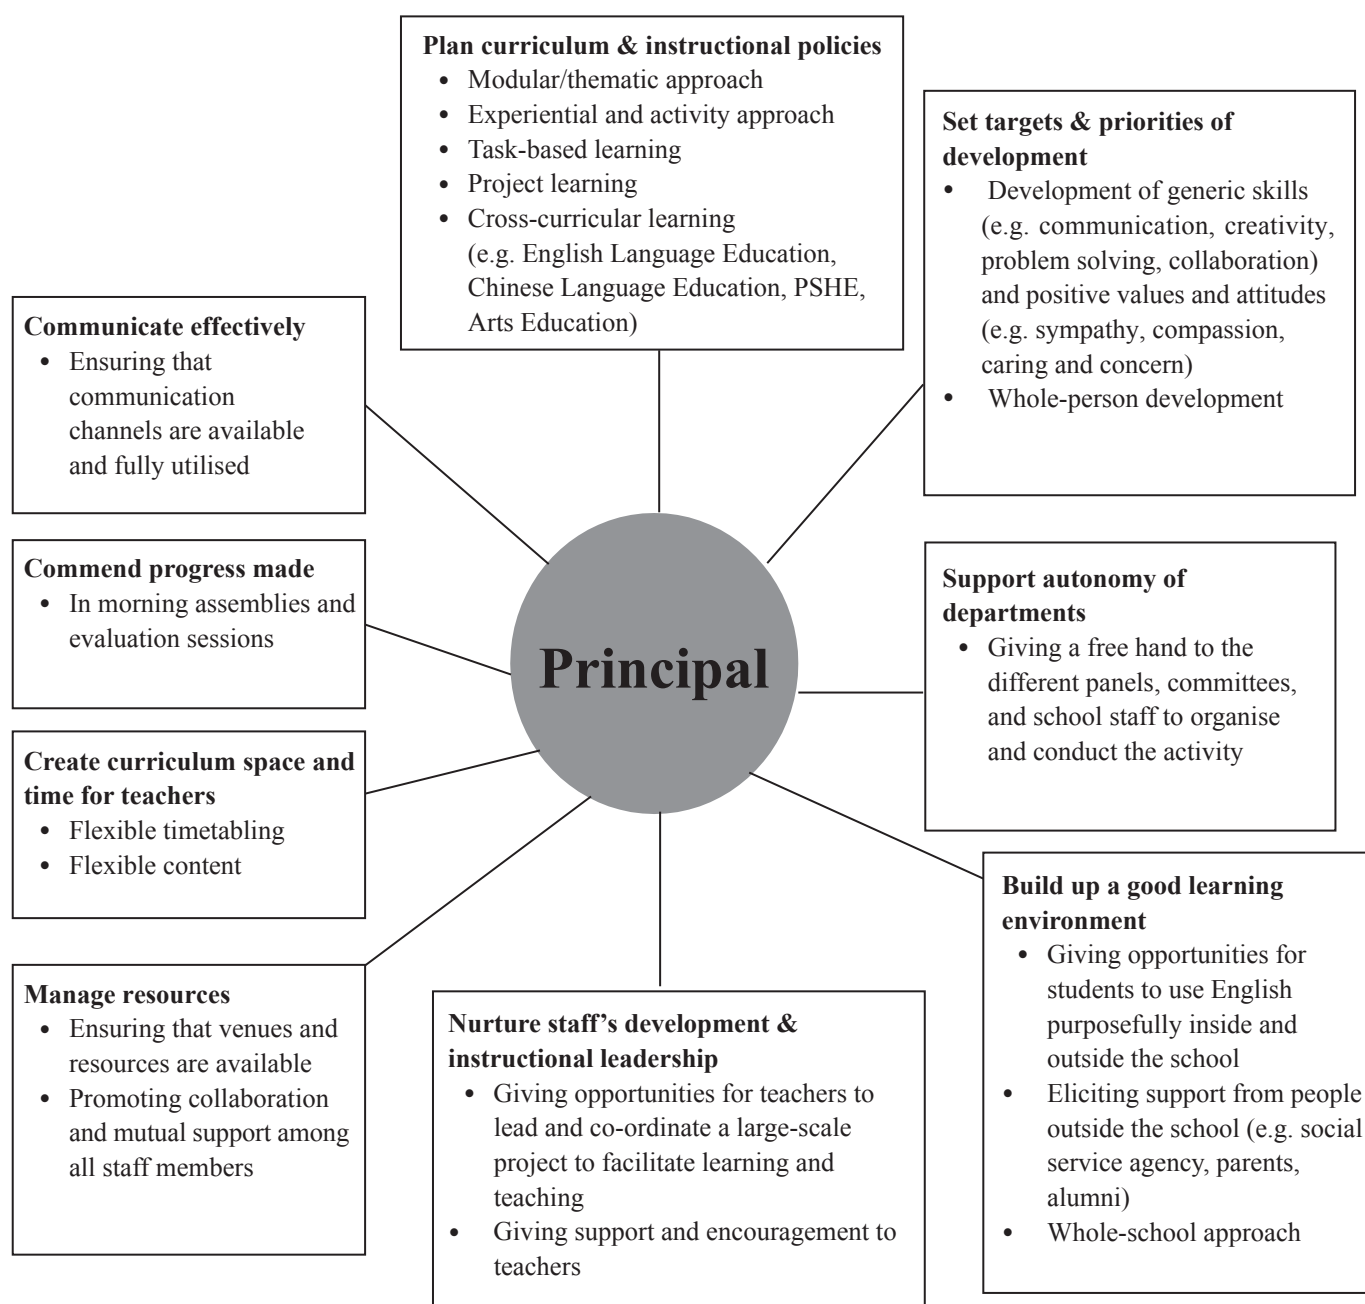 Plan curriculum & instructional policies
• Modular/thematic approach
• Experiential and activity approach
• Task-based learning
• Project learning
• Cross-curricular learning
(e.g. English Language Education,
Chinese Language Education, PSHE,
Arts Education)
Set targets & priorities of
development
• Development of generic skills
(e.g. communication, creativity,
problem solving, collaboration)
and positive values and attitudes
(e.g. sympathy, compassion,
caring and concern)
• Whole-person development
Communicate effectively
• Ensuring that
communication
channels are available
and fully utilised
Commend progress made
• In morning assemblies and
evaluation sessions
Principal
Support autonomy of
departments
• Giving a free hand to the
different panels, committees,
and school staff to organise
and conduct the activity
Create curriculum space and
time for teachers
• Flexible timetabling
• Flexible content
Build up a good learning
environment
• Giving opportunities for
students to use English
purposefully inside and
outside the school
• Eliciting support from people
outside the school (e.g. social
service agency, parents,
alumni)
• Whole-school approach
Manage resources
• Ensuring that venues and
resources are available
• Promoting collaboration
and mutual support among
all staff members
Nurture staff’s development &
instructional leadership
• Giving opportunities for teachers to
lead and co-ordinate a large-scale
project to facilitate learning and
teaching
• Giving support and encouragement to
teachers